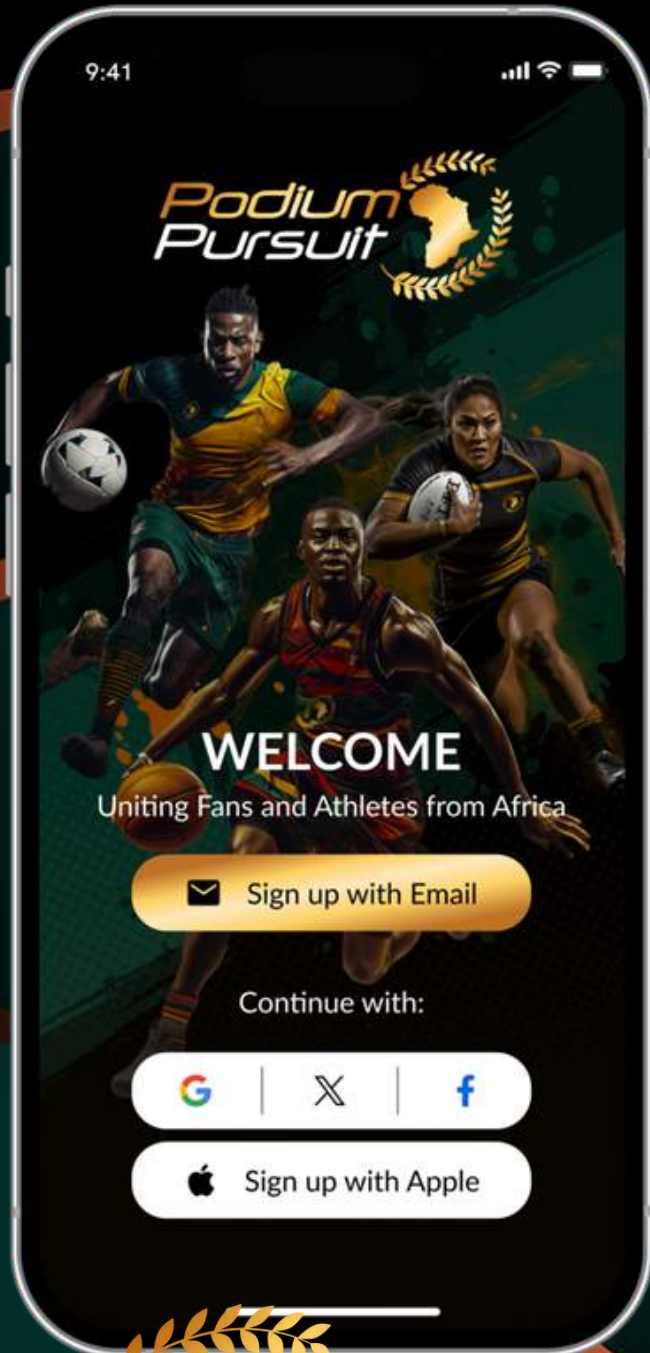 9:41
Podium
Pursuit
WELCOME
Uniting Fans and Athletes from Africa
Sign up with Email
Continue with:
Sign up with Apple